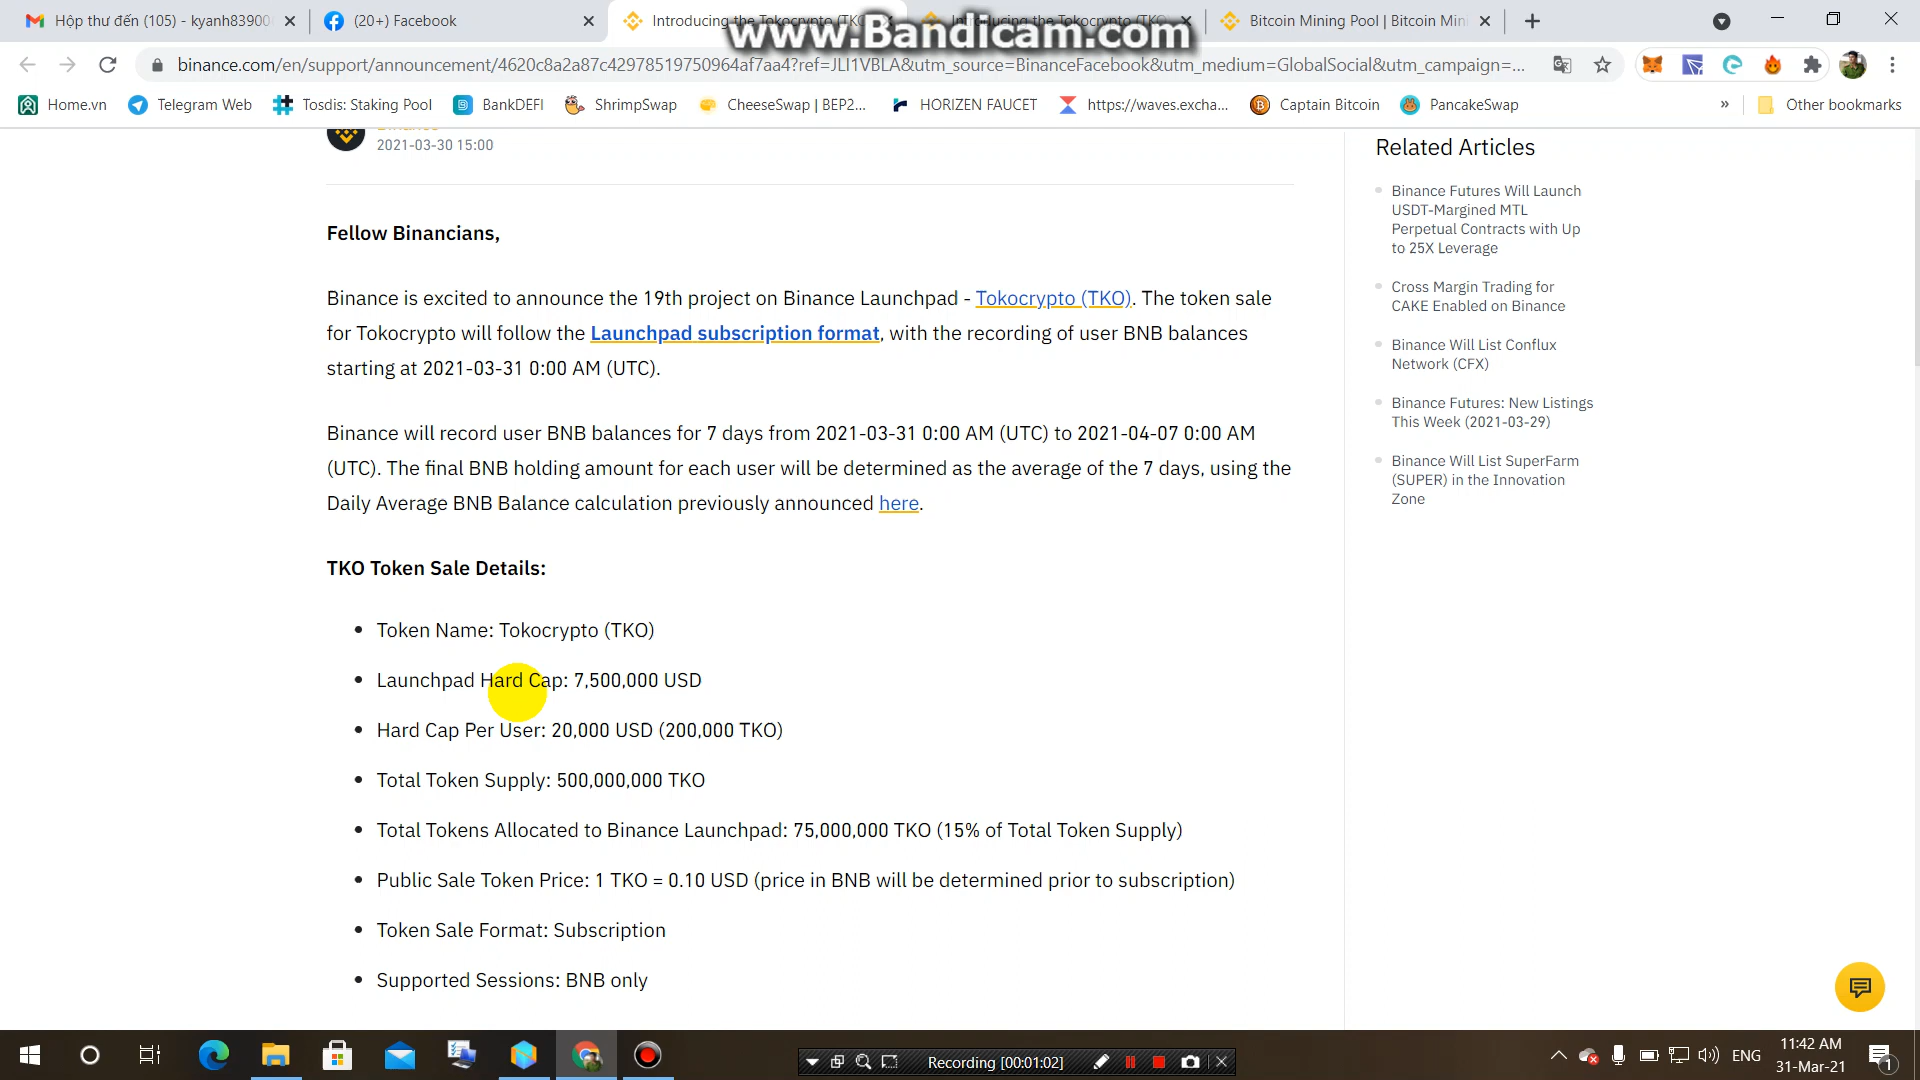 Hộp thư đến (105) - kyanh83900
(20+) Facebook
Introducing the Tokocrypto (TKO
Introducing the Tokocrypto (TKO
Bitcoin Mining Pool | Bitcoin Min
www.Bandicam.com
binance.com/en/support/announcement/4620c8a2a87c42978519750964af7aa4?ref=JLI1VBLA&utm_source=BinanceFacebook&utm_medium=GlobalSocial&utm_campaign=...
Home.vn
Telegram Web
Tosdis: Staking Pool
BankDEFI
ShrimpSwap
CheeseSwap | BEP2...
HORIZEN FAUCET
https://waves.excha...
Captain Bitcoin
PancakeSwap
»
Other bookmarks
Binance
2021-03-30 15:00
Fellow Binancians,
Binance is excited to announce the 19th project on Binance Launchpad - Tokocrypto (TKO). The token sale
for Tokocrypto will follow the Launchpad subscription format, with the recording of user BNB balances
starting at 2021-03-31 0:00 AM (UTC).
Binance will record user BNB balances for 7 days from 2021-03-31 0:00 AM (UTC) to 2021-04-07 0:00 AM
(UTC). The final BNB holding amount for each user will be determined as the average of the 7 days, using the
Daily Average BNB Balance calculation previously announced here.
TKO Token Sale Details:
• Token Name: Tokocrypto (TKO)
• Launchpad Hard Cap: 7,500,000 USD
• Hard Cap Per User: 20,000 USD (200,000 TKO)
• Total Token Supply: 500,000,000 TKO
• Total Tokens Allocated to Binance Launchpad: 75,000,000 TKO (15% of Total Token Supply)
• Public Sale Token Price: 1 TKO = 0.10 USD (price in BNB will be determined prior to subscription)
• Token Sale Format: Subscription
• Supported Sessions: BNB only
Related Articles
Binance Futures Will Launch
USDT-Margined MTL
Perpetual Contracts with Up
to 25X Leverage
Cross Margin Trading for
CAKE Enabled on Binance
Binance Will List Conflux
Network (CFX)
Binance Futures: New Listings
This Week (2021-03-29)
Binance Will List SuperFarm
(SUPER) in the Innovation
Zone
Recording [00:01:02]
ENG
11:42 AM
31-Mar-21
1